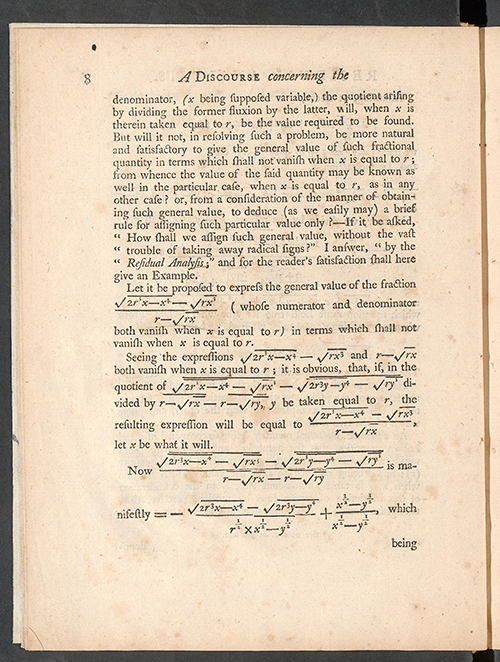 8 A DISCOURSE concerning the
denominator, (x being ſuppoſed variable,) the quotient ariſing
by dividing the former fluxion by the latter, will, when x is
therein taken equal to r, be the value required to be found.
But will it not, in reſolving ſuch a problem, be more natural
and ſatisfactory to give the general value of ſuch fractional
quantity in terms which ſhall not vaniſh when x is equal to r;
from whence the value of the ſaid quantity may be known as
well in the particular caſe, when x is equal to r, as in any
other caſe? or, from a conſideration of the manner of obtain-
ing ſuch general value, to deduce (as we eaſily may) a brief
rule for aſſigning ſuch particular value only?—If it be aſked,
“ How ſhall we aſſign ſuch general value, without the vaſt
“ trouble of taking away radical ſigns?” I anſwer, “ by the
“ Reſidual Analyſis;” and for the reader's ſatisfaction ſhall here
give an Example.
Let it be propoſed to expreſs the general value of the fraction
√2r³x—x⁴ — √rx³ / r—√rx (whoſe numerator and denominator
both vaniſh when x is equal to r) in terms which ſhall not
vaniſh when x is equal to r.
Seeing the expreſſions √2r³x—x⁴ — √rx³ and r—√rx
both vaniſh when x is equal to r; it is obvious, that, if, in the
quotient of √2r³x—x⁴ — √rx³ — √2r3y—y⁴ — √ry³ di-
vided by r—√rx — r—√ry, y be taken equal to r, the
reſulting expreſſion will be equal to √2r³x—x⁴ — √rx³ / r—√rx,
let x be what it will.
Now √2r³x—x⁴ — √rx³ — √2r³y—y⁴ — √ry³ / r—√rx — r—√ry is ma-
nifeſtly = — √2r³x—x⁴ — √2r³y—y⁴ / r^½ × x^½—y^½ + x^3/2—y^3/2 / x^½—y^½, which
being